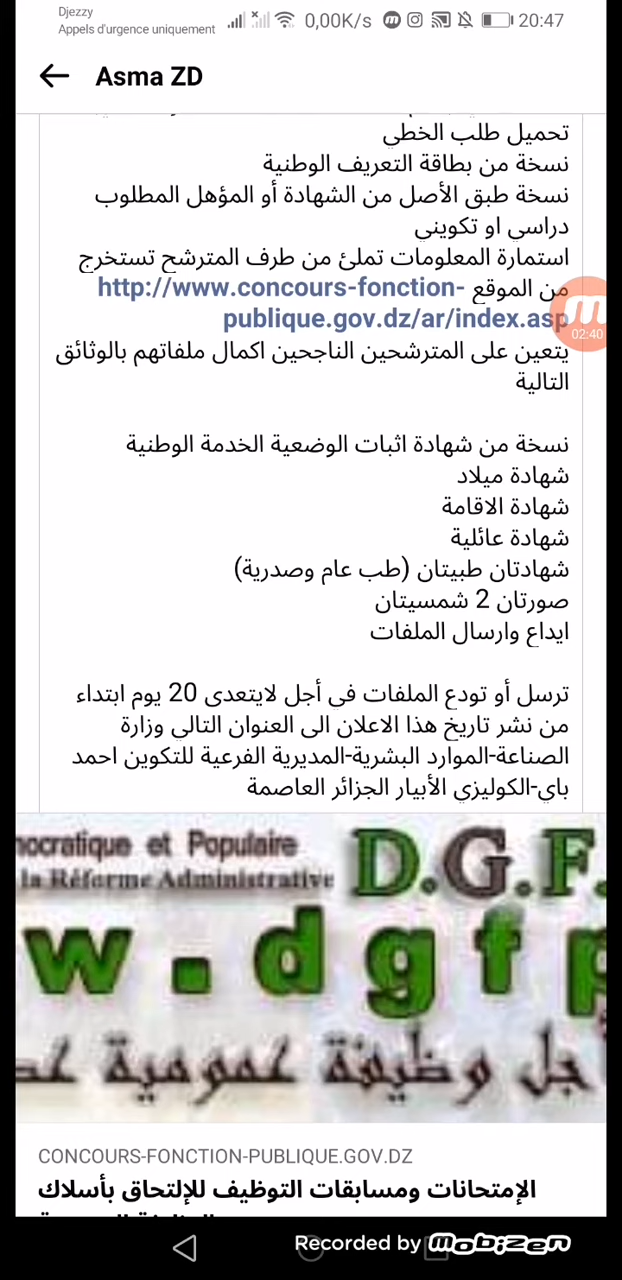 Djezzy
Appels d'urgence uniquement
0,00K/s
20:47
Asma ZD
تحميل طلب الخطي
نسخة من بطاقة التعريف الوطنية
نسخة طبق الأصل من الشهادة أو المؤهل المطلوب
دراسي او تكويني
استمارة المعلومات تملئ من طرف المترشح تستخرج
من الموقع http://www.concours-fonction-
publique.gov.dz/ar/index.asp
02:40
يتعين على المترشحين الناجحين اكمال ملفاتهم بالوثائق
التالية
نسخة من شهادة اثبات الوضعية الخدمة الوطنية
شهادة ميلاد
شهادة الاقامة
شهادة عائلية
شهادتان طبيتان (طب عام وصدرية)
صورتان 2 شمسيتان
ايداع وارسال الملفات
ترسل أو تودع الملفات في أجل لايتعدى 20 يوم ابتداء
من نشر تاريخ هذا الاعلان الى العنوان التالي وزارة
الصناعة-الموارد البشرية-المديرية الفرعية للتكوين احمد
باي-الكوليزي الأبيار الجزائر العاصمة
mocratique et Populaire
la Réforme Administrative
D.G.F.
w.dgfp
أجل وظيفة عمومية
CONCOURS-FONCTION-PUBLIQUE.GOV.DZ
الإمتحانات ومسابقات التوظيف للإلتحاق بأسلاك
Recorded by mobizen